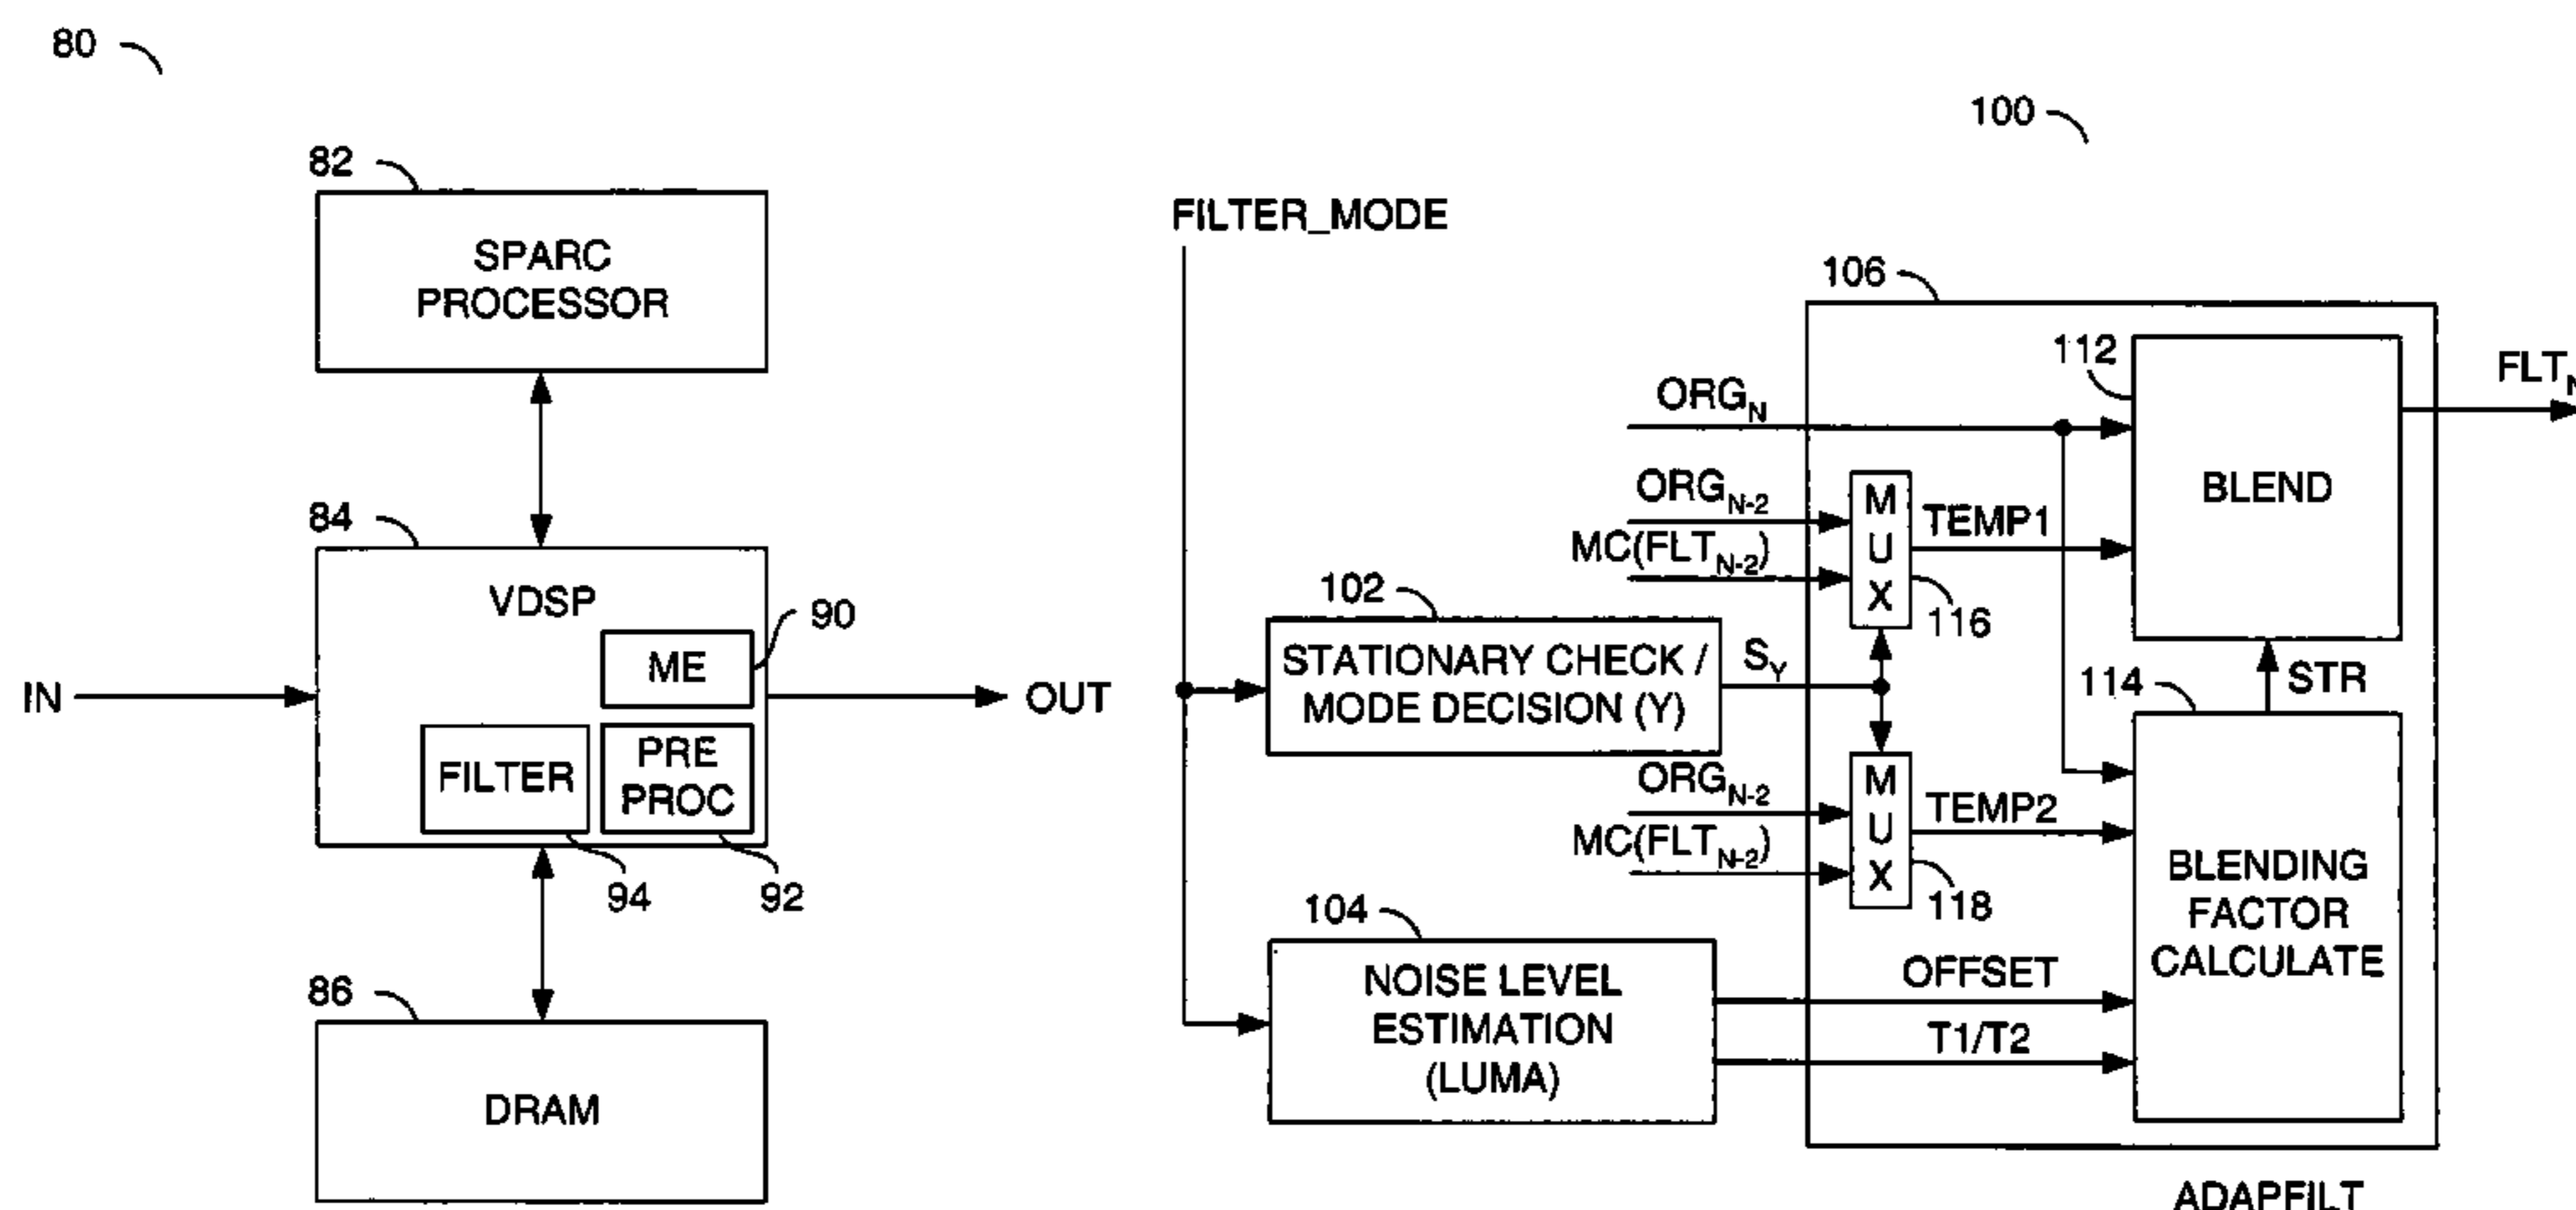 80
82
SPARC
PROCESSOR
84
VDSP
ME
90
FILTER
PRE
PROC
94
92
IN
OUT
86
DRAM
100
FILTER_MODE
106
112
ORG_N
FLT_N
BLEND
ORG_N-2
MC(FLT_N-2)
M
U
X
TEMP1
116
102
STATIONARY CHECK /
MODE DECISION (Y)
S_Y
STR
114
ORG_N-2
MC(FLT_N-2)
M
U
X
TEMP2
118
BLENDING
FACTOR
CALCULATE
104
NOISE LEVEL
ESTIMATION
(LUMA)
OFFSET
T1/T2
ADAPFILT